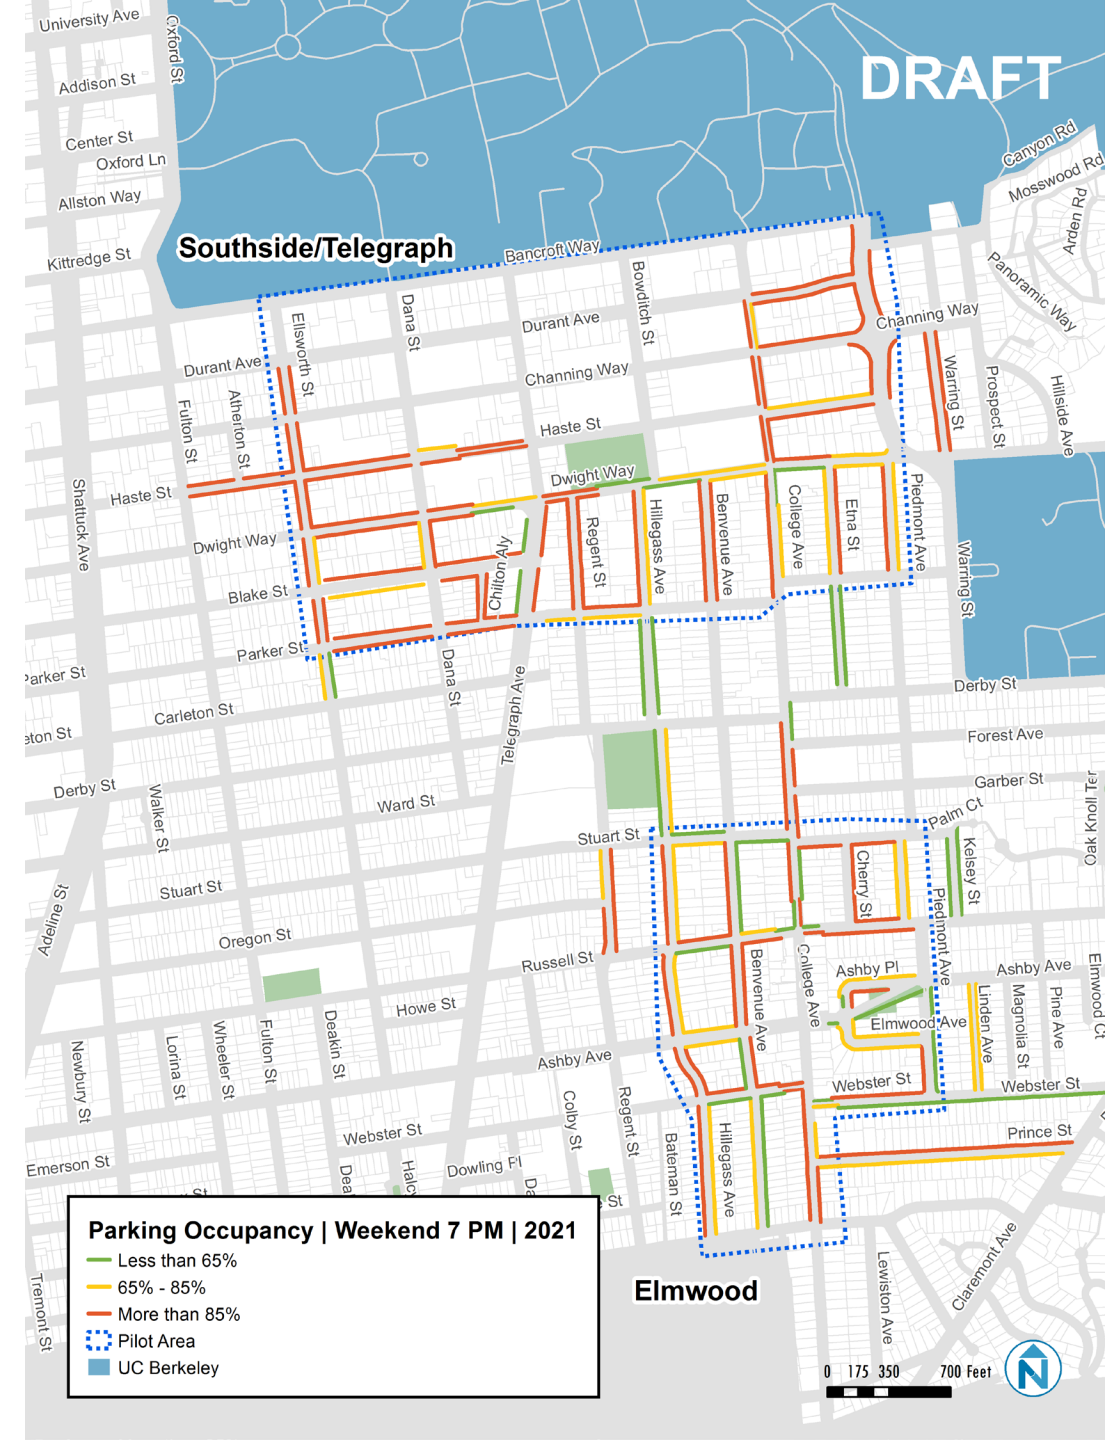 University Ave
Oxford St
DRAFT
Addison St
Center St
Oxford Ln
Canyon Rd
Mosswood Rd
Allston Way
Arden Rd
Southside/Telegraph
Bancroft Way
Kittredge St
Panoramic Way
Bowditch St
Dana St
Ellsworth St
Durant Ave
Channing Way
Durant Ave
Channing Way
Warring St
Prospect St
Hillside Ave
Fulton St
Atherton St
Haste St
Dwight Way
Shattuck Ave
Haste St
Hillegass Ave
Benvenue Ave
College Ave
Etna St
Piedmont Ave
Regent St
Dwight Way
Chilton Aly
Warring St
Blake St
Parker St
Dana St
Parker St
Telegraph Ave
Derby St
Carleton St
eton St
Forest Ave
Derby St
Walker St
Ward St
Garber St
Palm Ct
Oak Knoll Ter
Stuart St
Cherry St
Kelsey St
Stuart St
Adeline St
Piedmont Ave
Oregon St
Russell St
Benvenue Ave
College Ave
Ashby Pl
Ashby Ave
Elmwood Ct
Howe St
Linden Ave
Magnolia St
Pine Ave
Elmwood Ave
Newbury St
Lorina St
Wheeler St
Fulton St
Deakin St
Ashby Ave
Webster St
Webster St
Colby St
Regent St
Hillegass Ave
Bateman St
Webster St
Prince St
Emerson St
Dowling Pl
Tremont St
Lewiston Ave
Claremont Ave
Elmwood
Parking Occupancy | Weekend 7 PM | 2021
Less than 65%
65% - 85%
More than 85%
Pilot Area
UC Berkeley
0 175 350 700 Feet
N